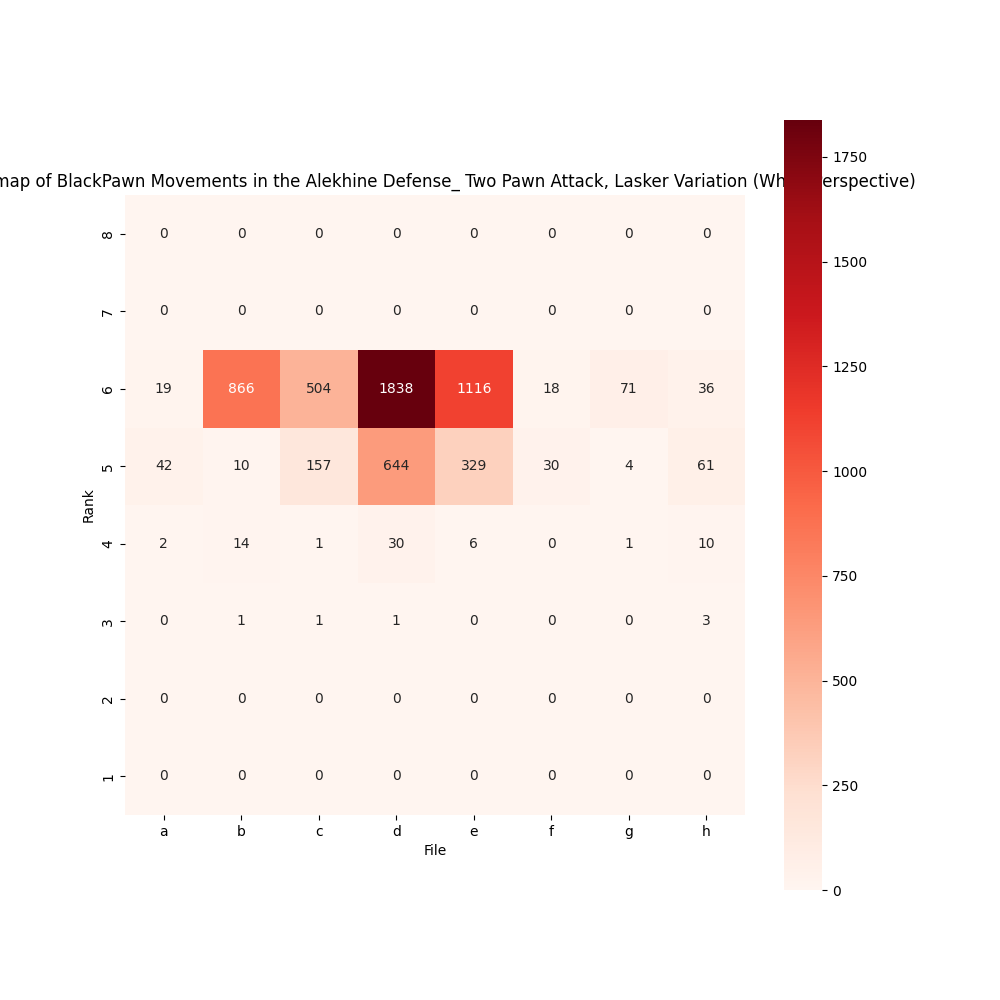 map of BlackPawn Movements in the Alekhine Defense_ Two Pawn Attack, Lasker Variation (Wh erspective)
1750
1500
1250
1000
750
500
250
0
Rank
8 0 0 0 0 0 0 0 0
7 0 0 0 0 0 0 0 0
6 19 866 504 1838 1116 18 71 36
5 42 10 157 644 329 30 4 61
4 2 14 1 30 6 0 1 10
3 0 1 1 1 0 0 0 3
2 0 0 0 0 0 0 0 0
1 0 0 0 0 0 0 0 0
a b c d e f g h
File